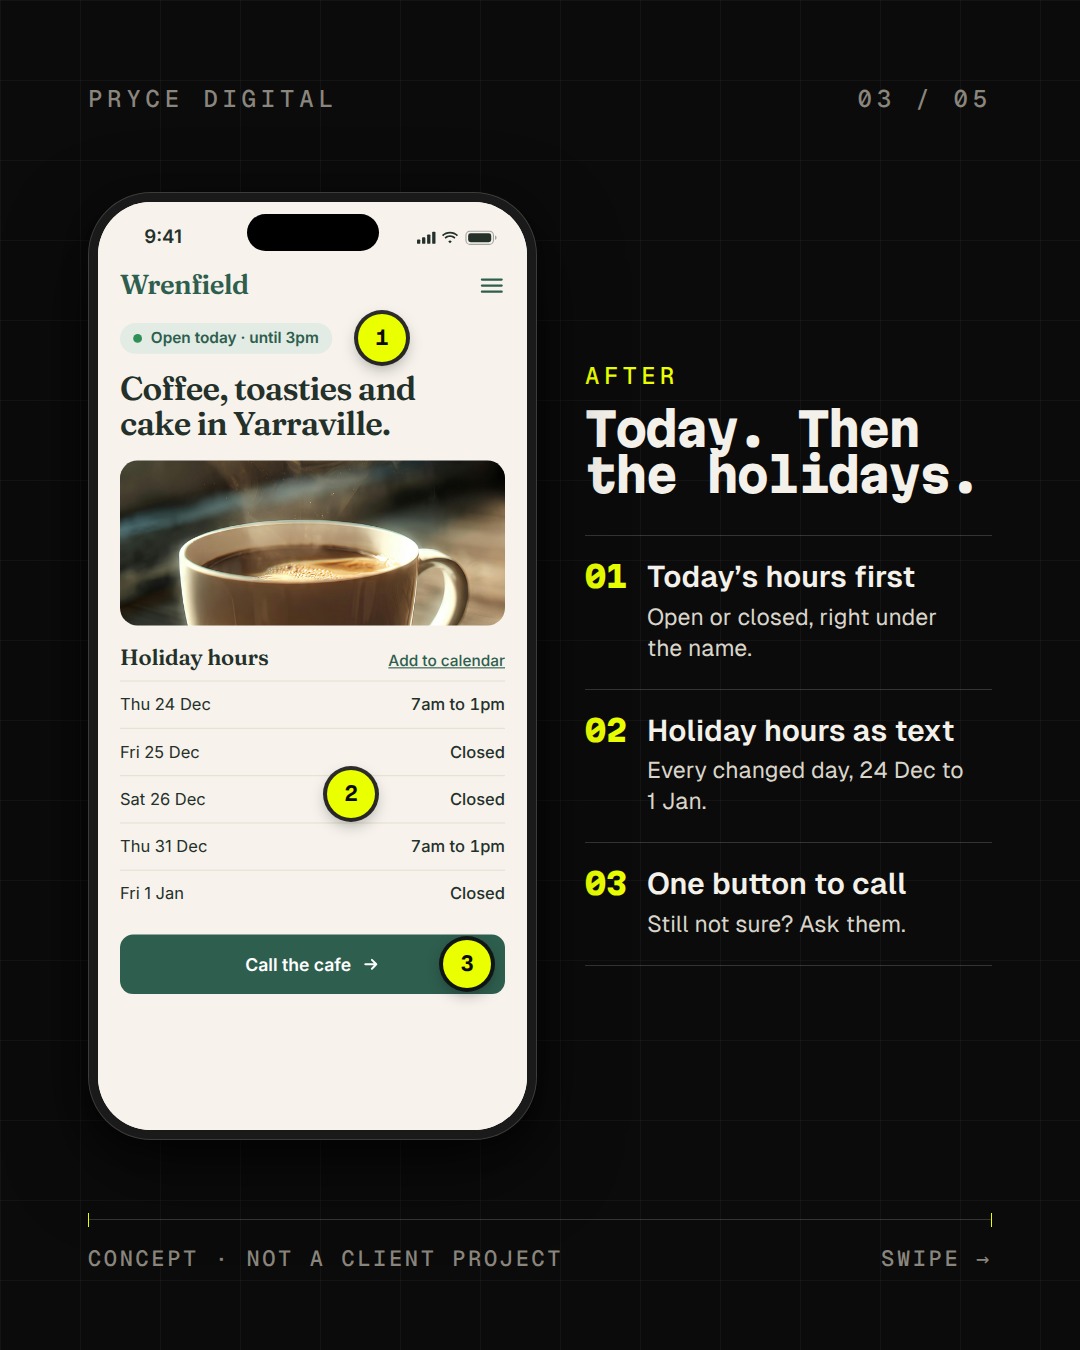 PRYCE DIGITAL
03 / 05
9:41
Wrenfield
Open today · until 3pm
1
Coffee, toasties and
cake in Yarraville.
Holiday hours
Add to calendar
Thu 24 Dec 7am to 1pm
Fri 25 Dec Closed
Sat 26 Dec Closed
2
Thu 31 Dec 7am to 1pm
Fri 1 Jan Closed
Call the cafe →
3
AFTER
Today. Then
the holidays.
01 Today’s hours first
Open or closed, right under
the name.
02 Holiday hours as text
Every changed day, 24 Dec to
1 Jan.
03 One button to call
Still not sure? Ask them.
CONCEPT · NOT A CLIENT PROJECT
SWIPE →